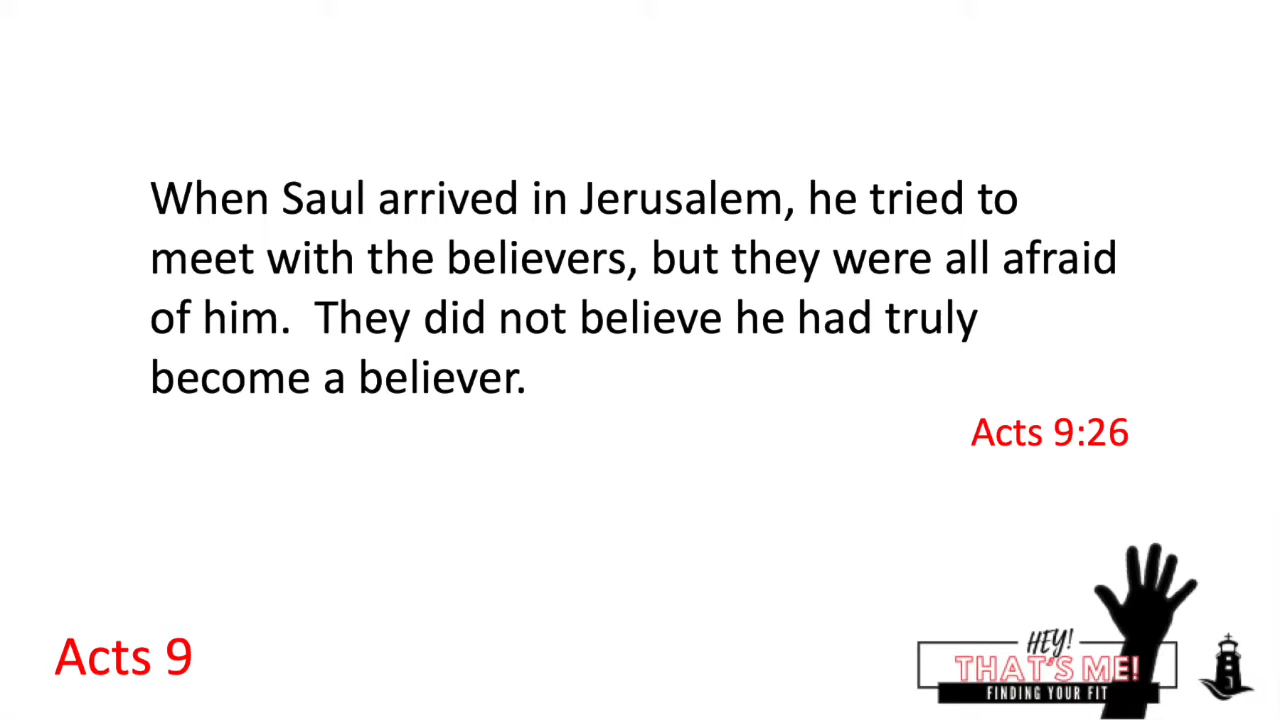 When Saul arrived in Jerusalem, he tried to
meet with the believers, but they were all afraid
of him.  They did not believe he had truly
become a believer.
Acts 9:26
Acts 9
HEY!
THAT'S ME!
FINDING YOUR FIT